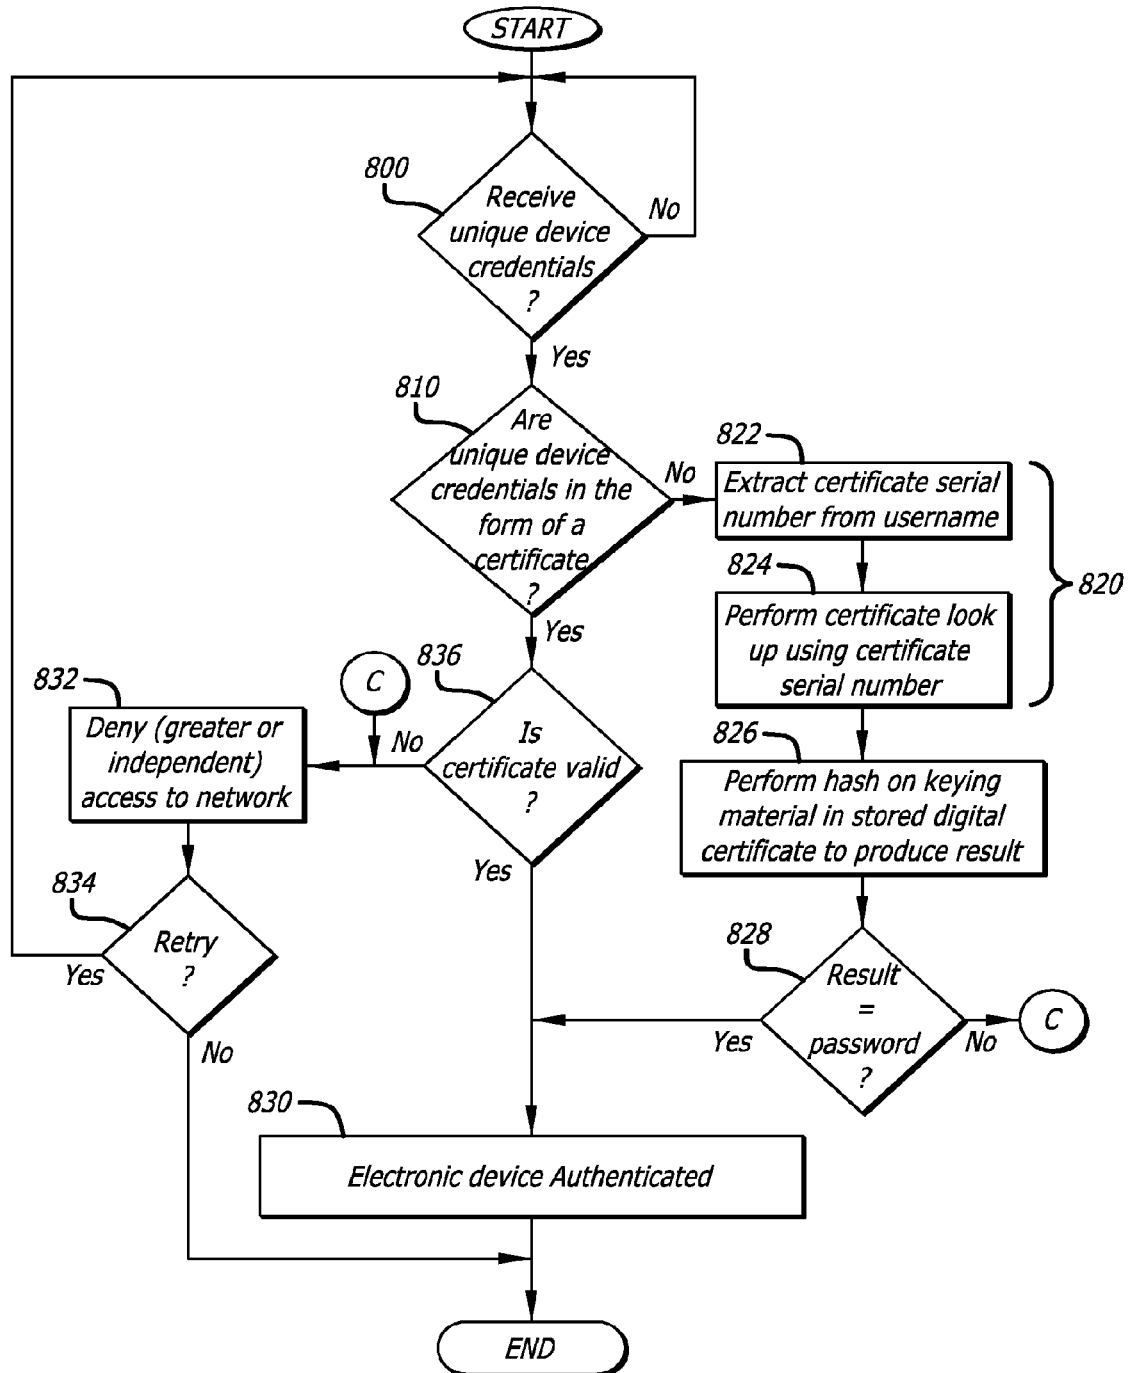 START
800
Receive
unique device
credentials
?
No
Yes
810
Are
unique device
credentials in the
form of a
certificate
?
No
Yes
822
Extract certificate serial
number from username
824
Perform certificate look
up using certificate
serial number
820
826
Perform hash on keying
material in stored digital
certificate to produce result
828
Result
=
password
?
Yes
No
C
836
Is
certificate valid
?
No
Yes
C
832
Deny (greater or
independent)
access to network
834
Retry
?
Yes
No
830
Electronic device Authenticated
END